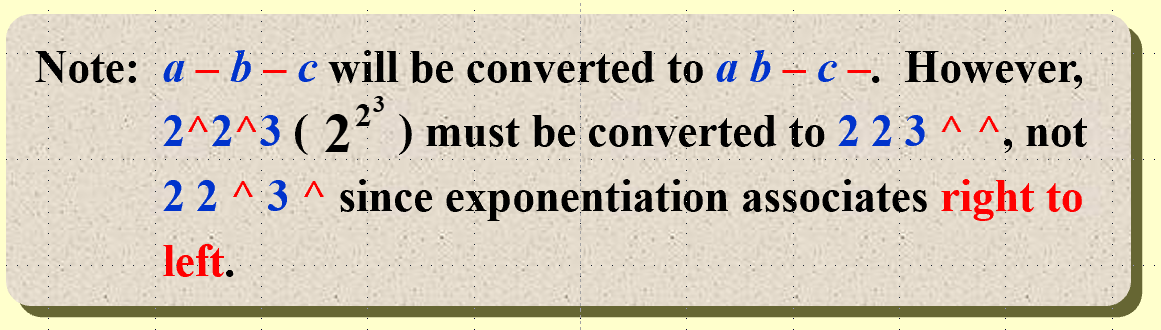 Note: a – b – c will be converted to a b – c –. However,
2^2^3 ( 2^{2^3} ) must be converted to 2 2 3 ^ ^, not
2 2 ^ 3 ^ since exponentiation associates right to
left.